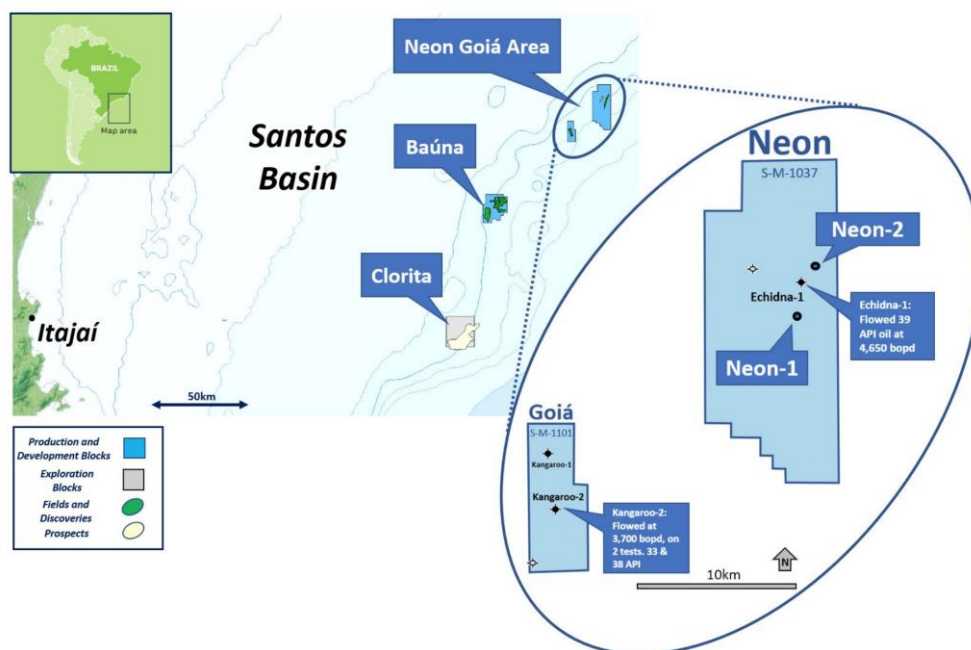 BRAZIL
Map area
Santos
Basin
Neon Goiá Area
Baúna
Clorita
Itajaí
50km
Production and
Development Blocks
Exploration
Blocks
Fields and
Discoveries
Prospects
Neon
S-M-1037
Neon-2
Echidna-1
Echidna-1:
Flowed 39
API oil at
4,650 bopd
Neon-1
Goiá
S-M-1101
Kangaroo-1
Kangaroo-2
Kangaroo-2:
Flowed at
3,700 bopd, on
2 tests. 33 &
38 API
N
10km